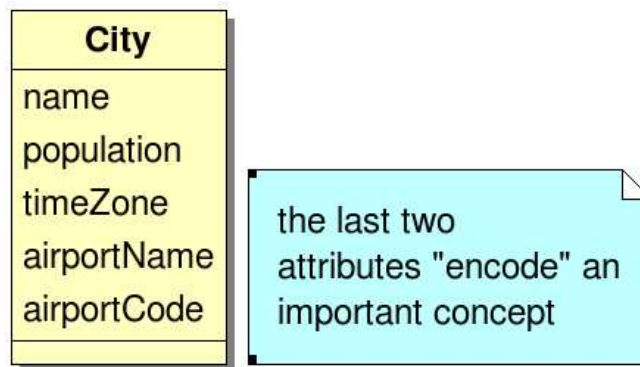 City
name
population
timeZone
airportName
airportCode
the last two
attributes "encode" an
important concept